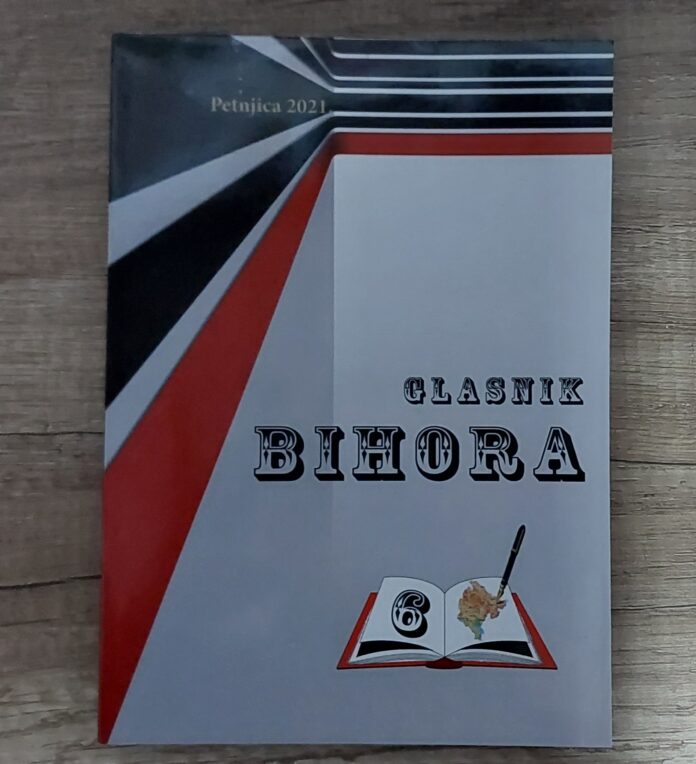 Petnjica 2021.
GLASNIK
BIHORA
6